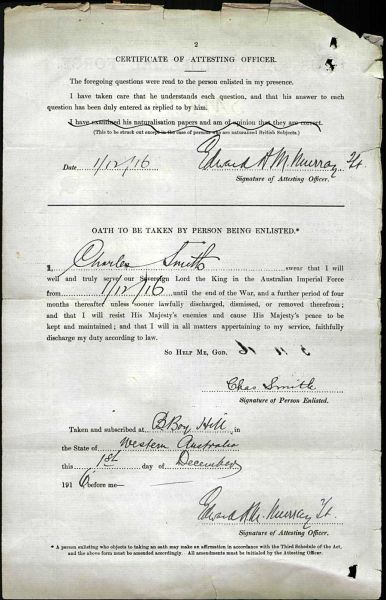 2
CERTIFICATE OF ATTESTING OFFICER.
The foregoing questions were read to the person enlisted in my presence.
I have taken care that he understands each question, and that his answer to each
question has been duly entered as replied to by him.
I have examined his naturalisation papers and am of opinion that they are correct.
(This to be struck out except in the case of persons who are naturalized British Subjects.)
Date 1/12/16 Edward A M Murray Lt.
Signature of Attesting Officer.
OATH TO BE TAKEN BY PERSON BEING ENLISTED.*
I, Charles Smith swear that I will
well and truly serve our Sovereign Lord the King in the Australian Imperial Force
from 1/12/16 until the end of the War, and a further period of four
months thereafter unless sooner lawfully discharged, dismissed, or removed therefrom;
and that I will resist His Majesty's enemies and cause His Majesty's peace to be
kept and maintained; and that I will in all matters appertaining to my service, faithfully
discharge my duty according to law.
SO HELP ME, GOD.
Chas Smith
Signature of Person Enlisted.
Taken and subscribed at BBoy Hill in
the State of Western Australia
this 1st day of December
1916 before me—
Edward A M. Murray Lt.
Signature of Attesting Officer.
* A person enlisting who objects to taking an oath may make an affirmation in accordance with the Third Schedule of the Act,
and the above form must be amended accordingly. All amendments must be initialed by the Attesting Officer.